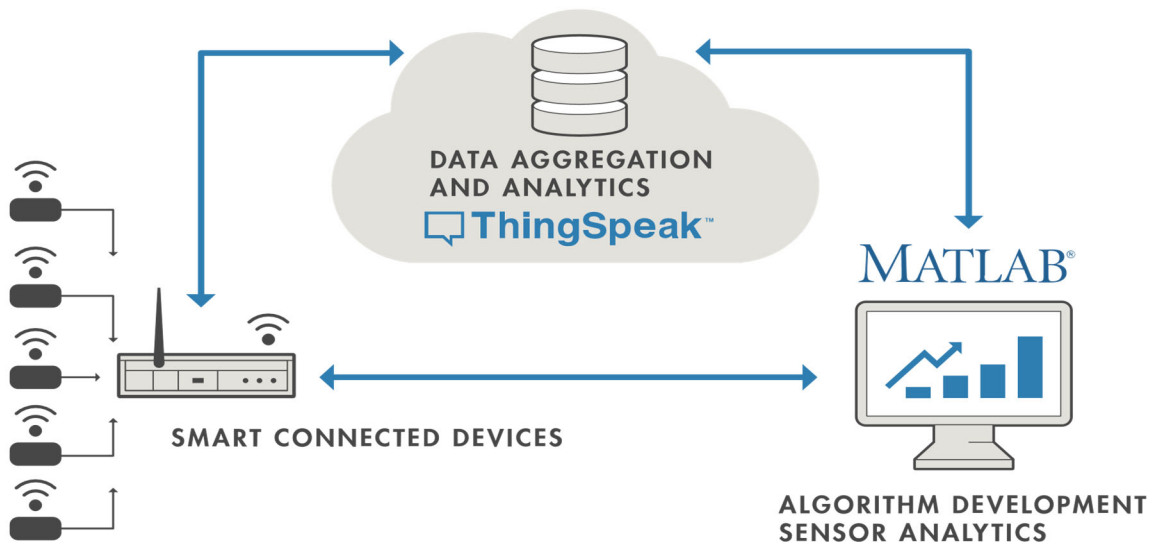 DATA AGGREGATION
AND ANALYTICS
ThingSpeak™
MATLAB®
SMART CONNECTED DEVICES
ALGORITHM DEVELOPMENT
SENSOR ANALYTICS